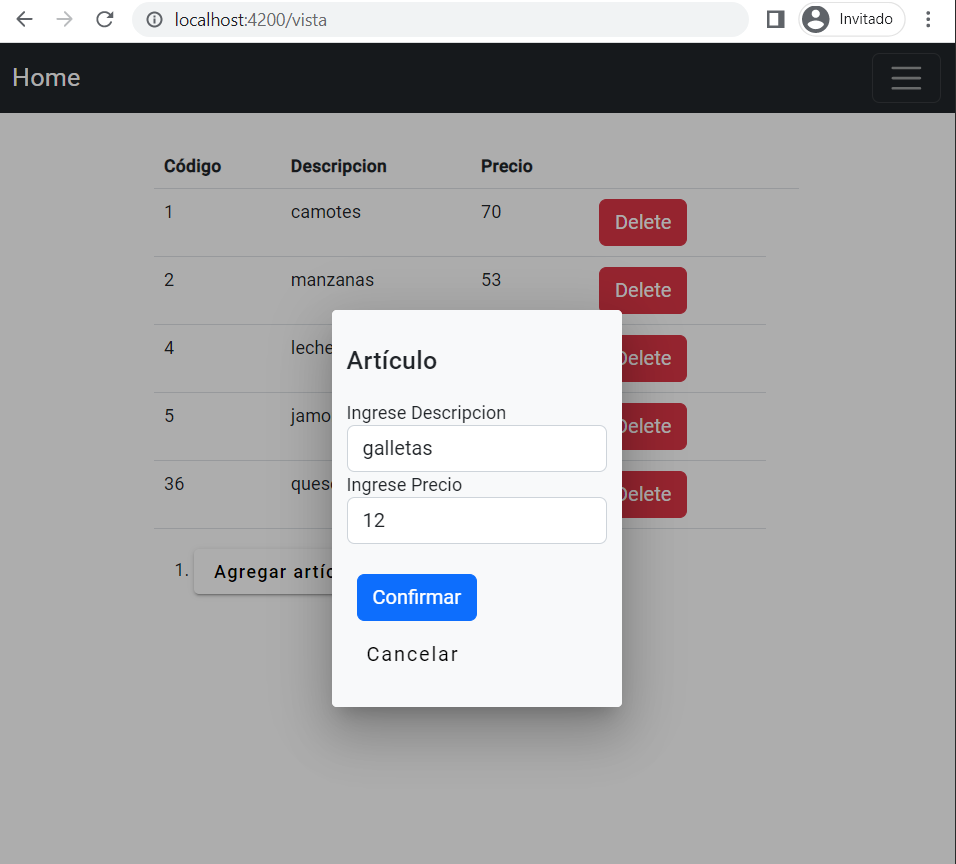 localhost:4200/vista
Invitado
Home
Código Descripcion Precio
1 camotes 70 Delete
2 manzanas 53 Delete
4 leche Delete
5 jamo Delete
36 ques Delete
Artículo
Ingrese Descripcion
galletas
Ingrese Precio
12
1. Agregar artíc
Confirmar
Cancelar